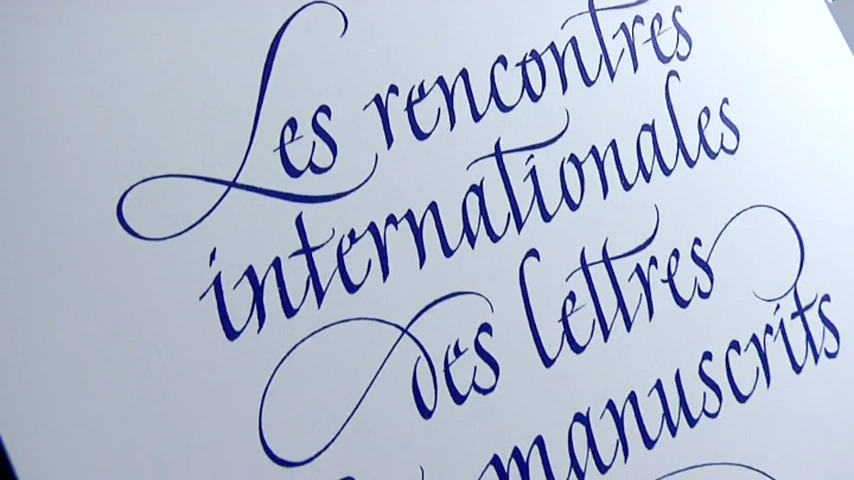 Les rencontres
internationales
des lettres
manuscrits